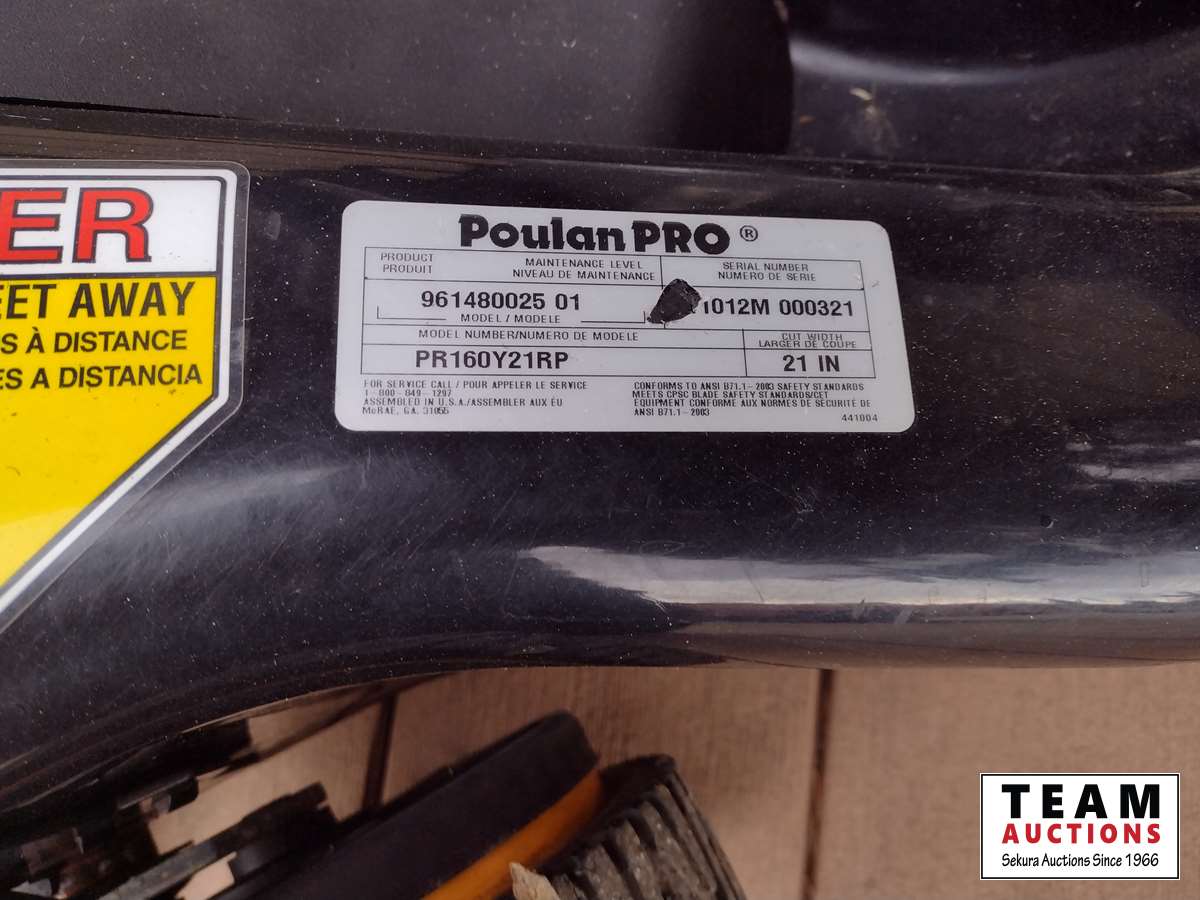 ER
EET AWAY
S À DISTANCE
ES A DISTANCIA
Poulan PRO ®
PRODUCT
PRODUIT
MAINTENANCE LEVEL
NIVEAU DE MAINTENANCE
SERIAL NUMBER
NUMERO DE SERIE
961480025 01
1012M 000321
MODEL / MODELE
MODEL NUMBER/NUMERO DE MODELE
CUT WIDTH
LARGER DE COUPE
PR160Y21RP
21 IN
FOR SERVICE CALL / POUR APPELER LE SERVICE
1-800-849-1297
ASSEMBLED IN U.S.A./ASSEMBLER AUX ÉU
McRAE, GA. 31055
CONFORMS TO ANSI B71.1-2003 SAFETY STANDARDS
MEETS CPSC BLADE SAFETY STANDARDS/CET
EQUIPMENT CONFORME AUX NORMES DE SÉCURITÉ DE
ANSI B71.1-2003
441004
TEAM
AUCTIONS
Sekura Auctions Since 1966